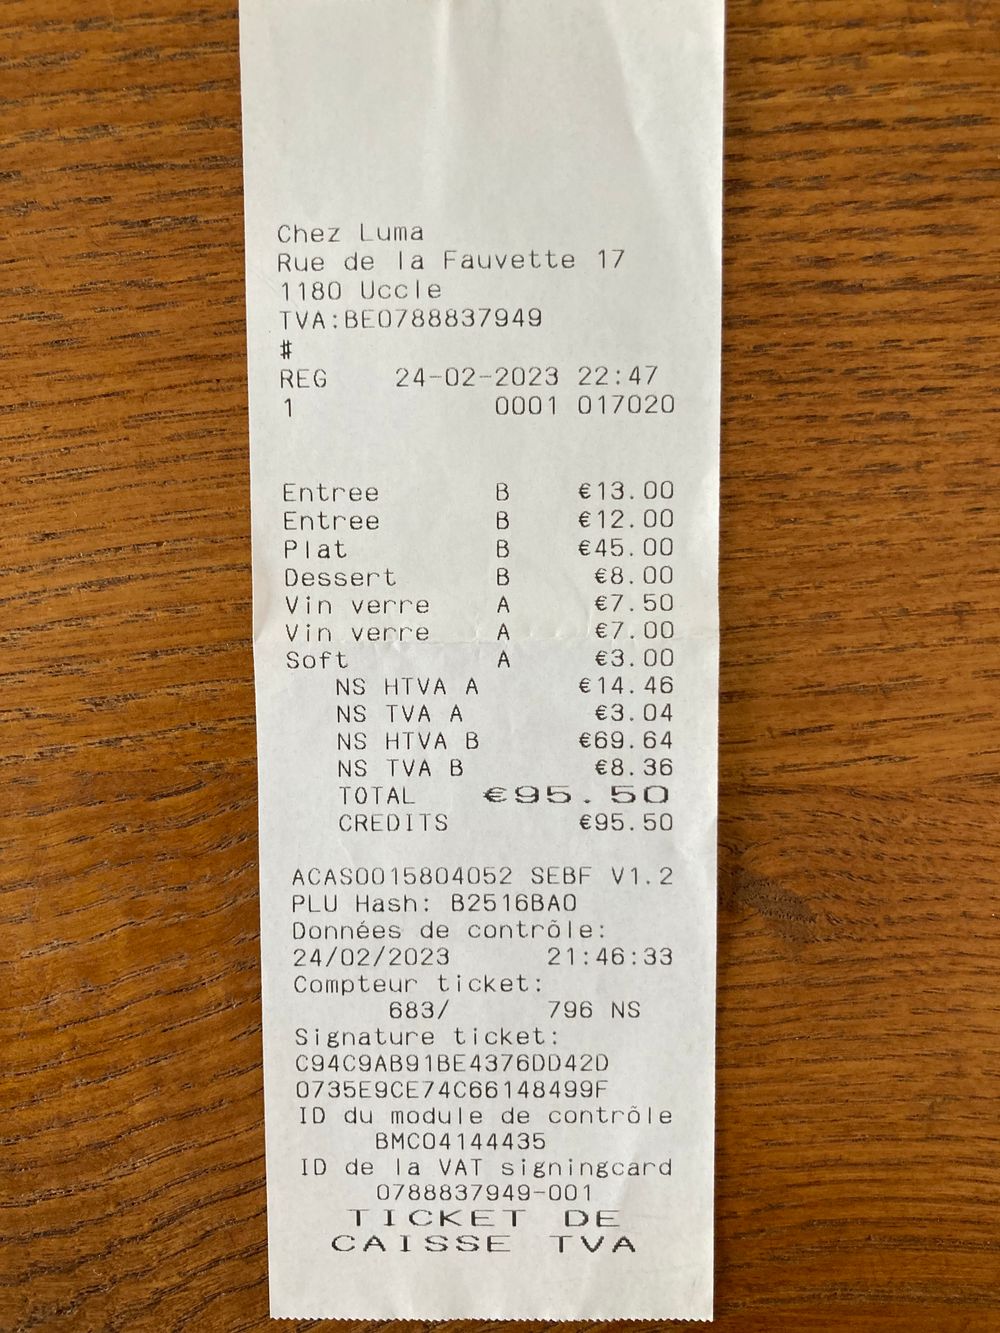 Chez Luma
Rue de la Fauvette 17
1180 Uccle
TVA:BE0788837949
#
REG 24-02-2023 22:47
1 0001 017020
Entree B €13.00
Entree B €12.00
Plat B €45.00
Dessert B €8.00
Vin verre A €7.50
Vin verre A €7.00
Soft A €3.00
NS HTVA A €14.46
NS TVA A €3.04
NS HTVA B €69.64
NS TVA B €8.36
TOTAL €95.50
CREDITS €95.50
ACAS0015804052 SEBF V1.2
PLU Hash: B2516BA0
Données de contrôle:
24/02/2023 21:46:33
Compteur ticket:
683/ 796 NS
Signature ticket:
C94C9AB91BE4376DD42D
0735E9CE74C66148499F
ID du module de contrôle
BMC04144435
ID de la VAT signingcard
0788837949-001
TICKET DE
CAISSE TVA